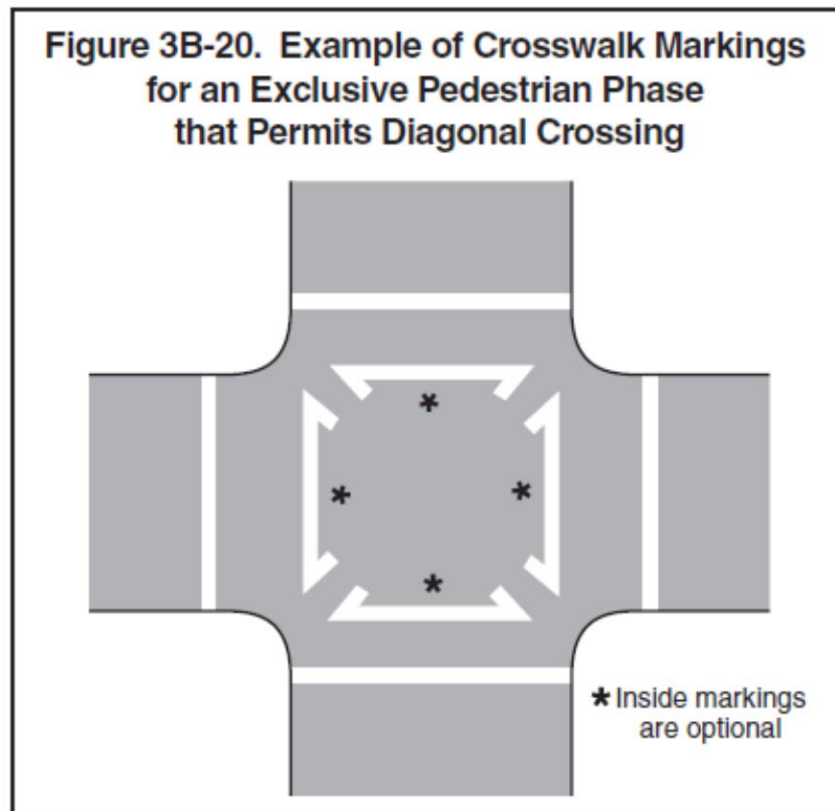 Figure 3B-20. Example of Crosswalk Markings
for an Exclusive Pedestrian Phase
that Permits Diagonal Crossing
*
*
*
*
* Inside markings
are optional